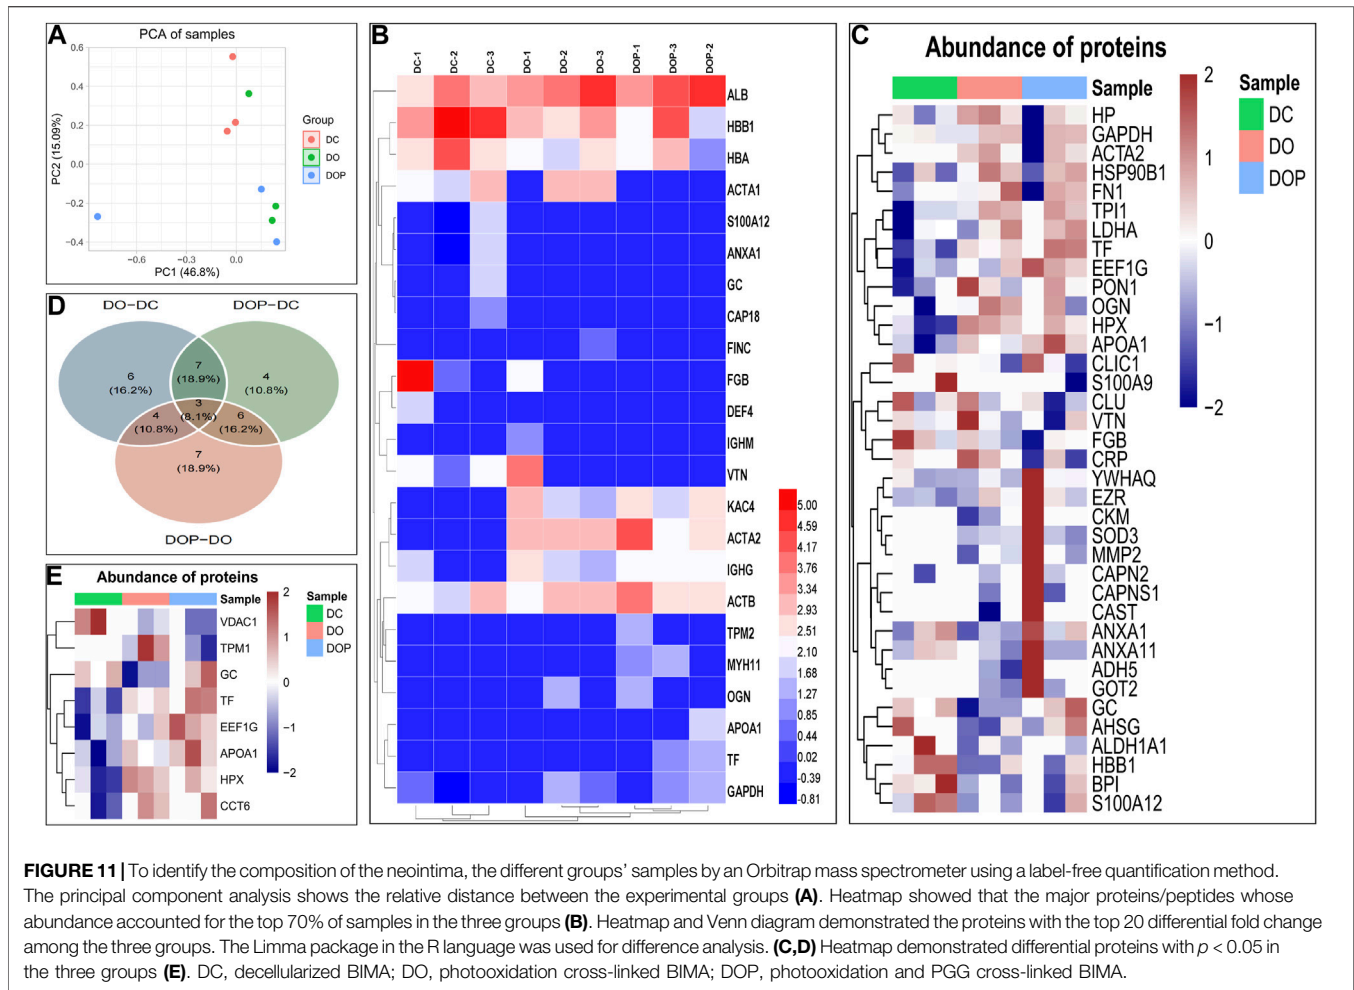 A
PCA of samples
0.6
0.4
0.2
0.0
−0.2
−0.4
PC2 (15.09%)
−0.6
−0.3
0.0
PC1 (46.8%)
Group
DC
DO
DOP
B
DC-1
DC-2
DC-3
DO-1
DO-2
DO-3
DOP-1
DOP-3
DOP-2
ALB
HBB1
HBA
ACTA1
S100A12
ANXA1
GC
CAP18
FINC
FGB
DEF4
IGHM
VTN
KAC4
ACTA2
IGHG
ACTB
TPM2
MYH11
OGN
APOA1
TF
GAPDH
5.00
4.59
4.17
3.76
3.34
2.93
2.51
2.10
1.68
1.27
0.85
0.44
0.02
-0.39
-0.81
C
Abundance of proteins
Sample
HP
GAPDH
ACTA2
HSP90B1
FN1
TPI1
LDHA
TF
EEF1G
PON1
OGN
HPX
APOA1
CLIC1
S100A9
CLU
VTN
FGB
CRP
YWHAQ
EZR
CKM
SOD3
MMP2
CAPN2
CAPNS1
CAST
ANXA1
ANXA11
ADH5
GOT2
GC
AHSG
ALDH1A1
HBB1
BPI
S100A12
2
1
0
−1
−2
Sample
DC
DO
DOP
D
DO−DC
DOP−DC
6
(16.2%)
7
(18.9%)
4
(10.8%)
3
(8.1%)
4
(10.8%)
6
(16.2%)
7
(18.9%)
DOP−DO
E
Abundance of proteins
Sample
VDAC1
TPM1
GC
TF
EEF1G
APOA1
HPX
CCT6
2
1
0
−1
−2
Sample
DC
DO
DOP
FIGURE 11 | To identify the composition of the neointima, the different groups' samples by an Orbitrap mass spectrometer using a label-free quantification method.
The principal component analysis shows the relative distance between the experimental groups (A). Heatmap showed that the major proteins/peptides whose
abundance accounted for the top 70% of samples in the three groups (B). Heatmap and Venn diagram demonstrated the proteins with the top 20 differential fold change
among the three groups. The Limma package in the R language was used for difference analysis. (C,D) Heatmap demonstrated differential proteins with p < 0.05 in
the three groups (E). DC, decellularized BIMA; DO, photooxidation cross-linked BIMA; DOP, photooxidation and PGG cross-linked BIMA.